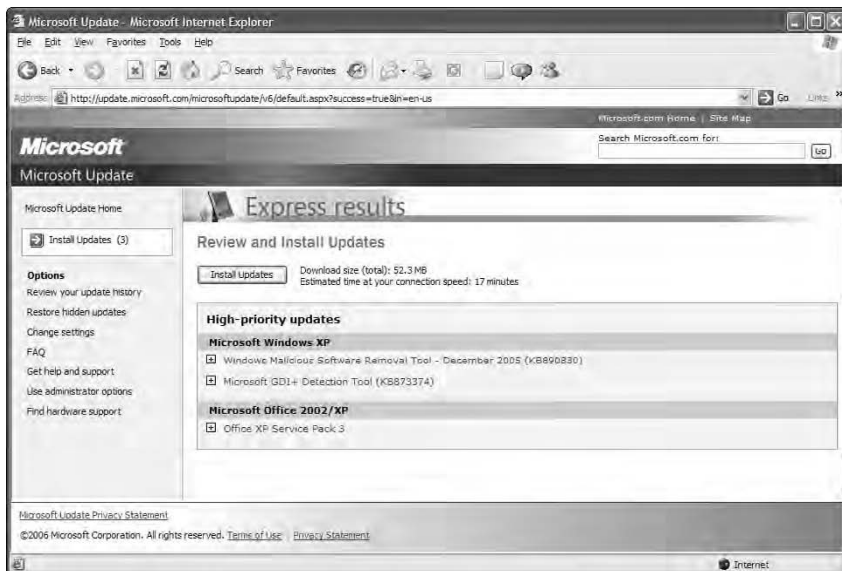 Microsoft Update - Microsoft Internet Explorer
File Edit View Favorites Tools Help
Back Search Favorites
Address http://update.microsoft.com/microsoftupdate/v6/default.aspx?success=true&ln=en-us Go Links »
Microsoft.com Home | Site Map
Microsoft
Search Microsoft.com for:
Go
Microsoft Update
Microsoft Update Home
Install Updates (3)
Options
Review your update history
Restore hidden updates
Change settings
FAQ
Get help and support
Use administrator options
Find hardware support
Express results
Review and Install Updates
Install Updates
Download size (total): 52.3 MB
Estimated time at your connection speed: 17 minutes
High-priority updates
Microsoft Windows XP
Windows Malicious Software Removal Tool - December 2005 (KB890830)
Microsoft GDI+ Detection Tool (KB873374)
Microsoft Office 2002/XP
Office XP Service Pack 3
Microsoft Update Privacy Statement
©2006 Microsoft Corporation. All rights reserved. Terms of Use | Privacy Statement
Internet